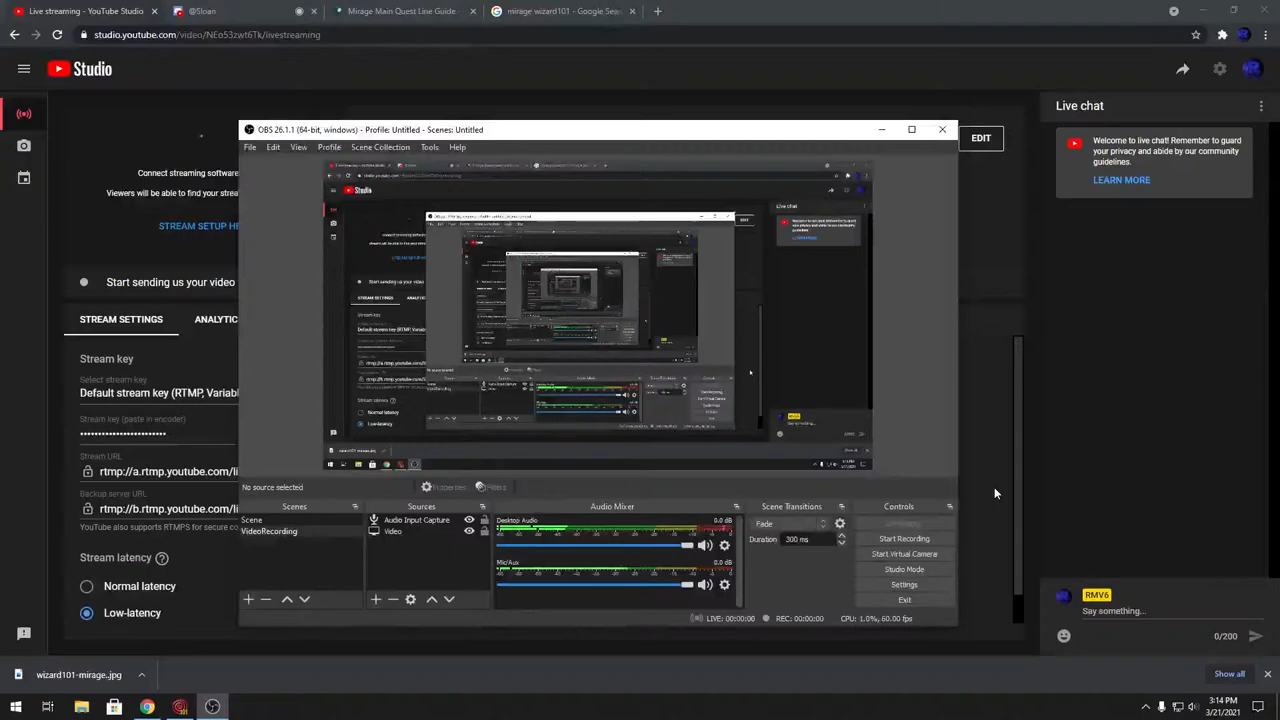 Live streaming - YouTube Studio
@Sloan
Mirage Main Quest Line Guide -
mirage wizard101 - Google Sea
studio.youtube.com/video/NEo53zwt6Tk/livestreaming
Studio
Live chat
OBS 26.1.1 (64-bit, windows) - Profile: Untitled - Scenes: Untitled
EDIT
File Edit View Profile Scene Collection Tools Help
Welcome to live chat! Remember to guard
your privacy and abide by our community
guidelines.
LEARN MORE
Connect streaming software
Viewers will be able to find your strea
STREAM SETUP HE
Start sending us your video
STREAM SETTINGS
ANALYTIC
Stream key
Select stream key
Default stream key (RTMP, Variabl
Stream key (paste in encoder)
Stream URL
rtmp://a.rtmp.youtube.com/li
Backup server URL
rtmp://b.rtmp.youtube.com/li
YouTube also supports RTMPS for secure co
Stream latency
Normal latency
Low-latency
No source selected
Properties
Filters
Scenes
Scene
VideoRecording
Sources
Audio Input Capture
Video
Audio Mixer
Desktop Audio
0.0 dB
Mic/Aux
0.0 dB
Scene Transitions
Fade
Duration
300 ms
Controls
Start Recording
Start Virtual Camera
Studio Mode
Settings
Exit
LIVE: 00:00:00
REC: 00:00:00
CPU: 1.0%, 60.00 fps
RMV6
Say something...
0/200
wizard101-mirage.jpg
Show all
3:14 PM
3/21/2021